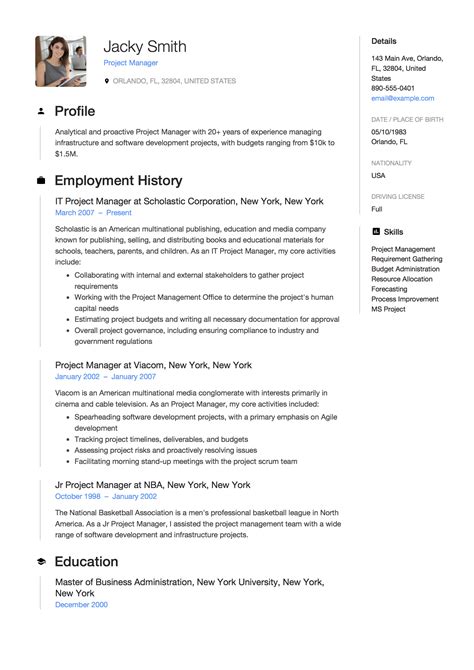 Jacky Smith
Project Manager
ORLANDO, FL, 32804, UNITED STATES
Profile
Analytical and proactive Project Manager with 20+ years of experience managing
infrastructure and software development projects, with budgets ranging from $10k to
$1.5M.
Employment History
IT Project Manager at Scholastic Corporation, New York, New York
March 2007 – Present
Scholastic is an American multinational publishing, education and media company
known for publishing, selling, and distributing books and educational materials for
schools, teachers, parents, and children. As an IT Project Manager, my core activities
include:
• Collaborating with internal and external stakeholders to gather project
requirements
• Working with the Project Management Office to determine the project's human
capital needs
• Estimating project budgets and writing all necessary documentation for approval
• Overall project governance, including ensuring compliance to industry and
government regulations
Project Manager at Viacom, New York, New York
January 2002 – January 2007
Viacom is an American multinational media conglomerate with interests primarily in
cinema and cable television. As an Project Manager, my core activities included:
• Spearheading software development projects, with a primary emphasis on Agile
development
• Tracking project timelines, deliverables, and budgets
• Assessing project risks and proactively resolving issues
• Facilitating morning stand-up meetings with the project scrum team
Jr Project Manager at NBA, New York, New York
October 1998 – January 2002
The National Basketball Association is a men's professional basketball league in North
America. As a Jr Project Manager, I assisted the project management team with a wide
range of software development and infrastructure projects.
Education
Master of Business Administration, New York University, New York,
New York
December 2000
Details
143 Main Ave, Orlando,
FL, 32804, United
States
890-555-0401
email@example.com
DATE / PLACE OF BIRTH
05/10/1983
Orlando, FL
NATIONALITY
USA
DRIVING LICENSE
Full
Skills
Project Management
Requirement Gathering
Budget Administration
Resource Allocation
Forecasting
Process Improvement
MS Project